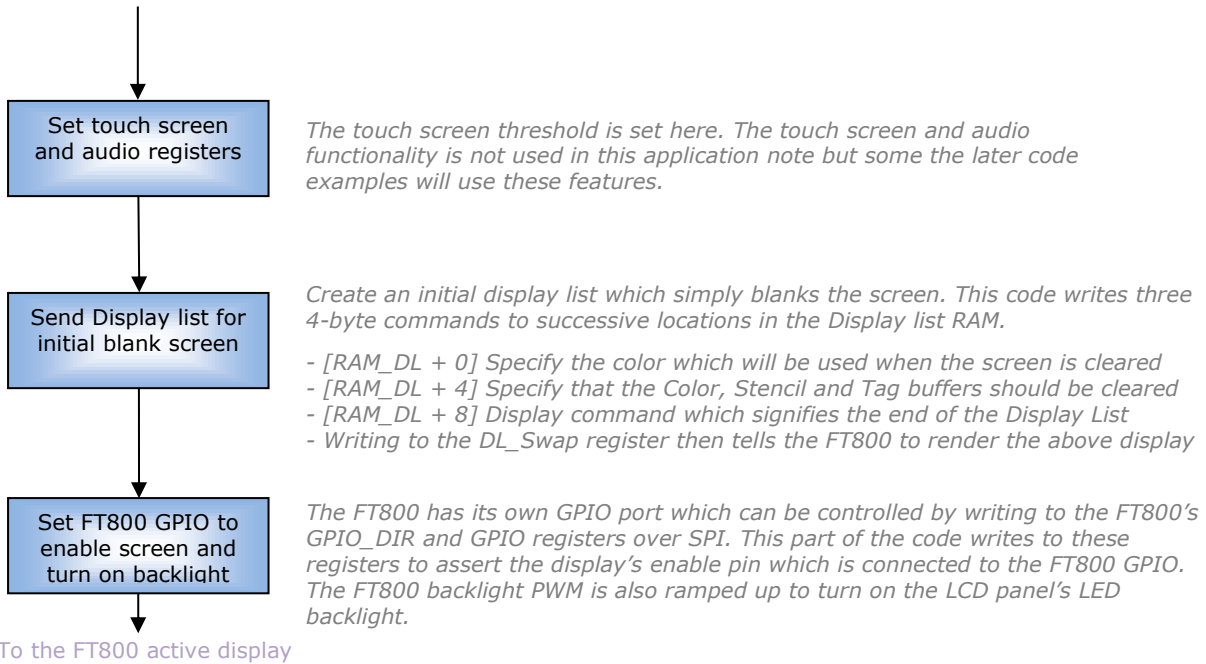 Set touch screen
and audio registers
The touch screen threshold is set here. The touch screen and audio
functionality is not used in this application note but some the later code
examples will use these features.
Send Display list for
initial blank screen
Create an initial display list which simply blanks the screen. This code writes three
4-byte commands to successive locations in the Display list RAM.
- [RAM_DL + 0] Specify the color which will be used when the screen is cleared
- [RAM_DL + 4] Specify that the Color, Stencil and Tag buffers should be cleared
- [RAM_DL + 8] Display command which signifies the end of the Display List
- Writing to the DL_Swap register then tells the FT800 to render the above display
Set FT800 GPIO to
enable screen and
turn on backlight
The FT800 has its own GPIO port which can be controlled by writing to the FT800’s
GPIO_DIR and GPIO registers over SPI. This part of the code writes to these
registers to assert the display’s enable pin which is connected to the FT800 GPIO.
The FT800 backlight PWM is also ramped up to turn on the LCD panel’s LED
backlight.
To the FT800 active display